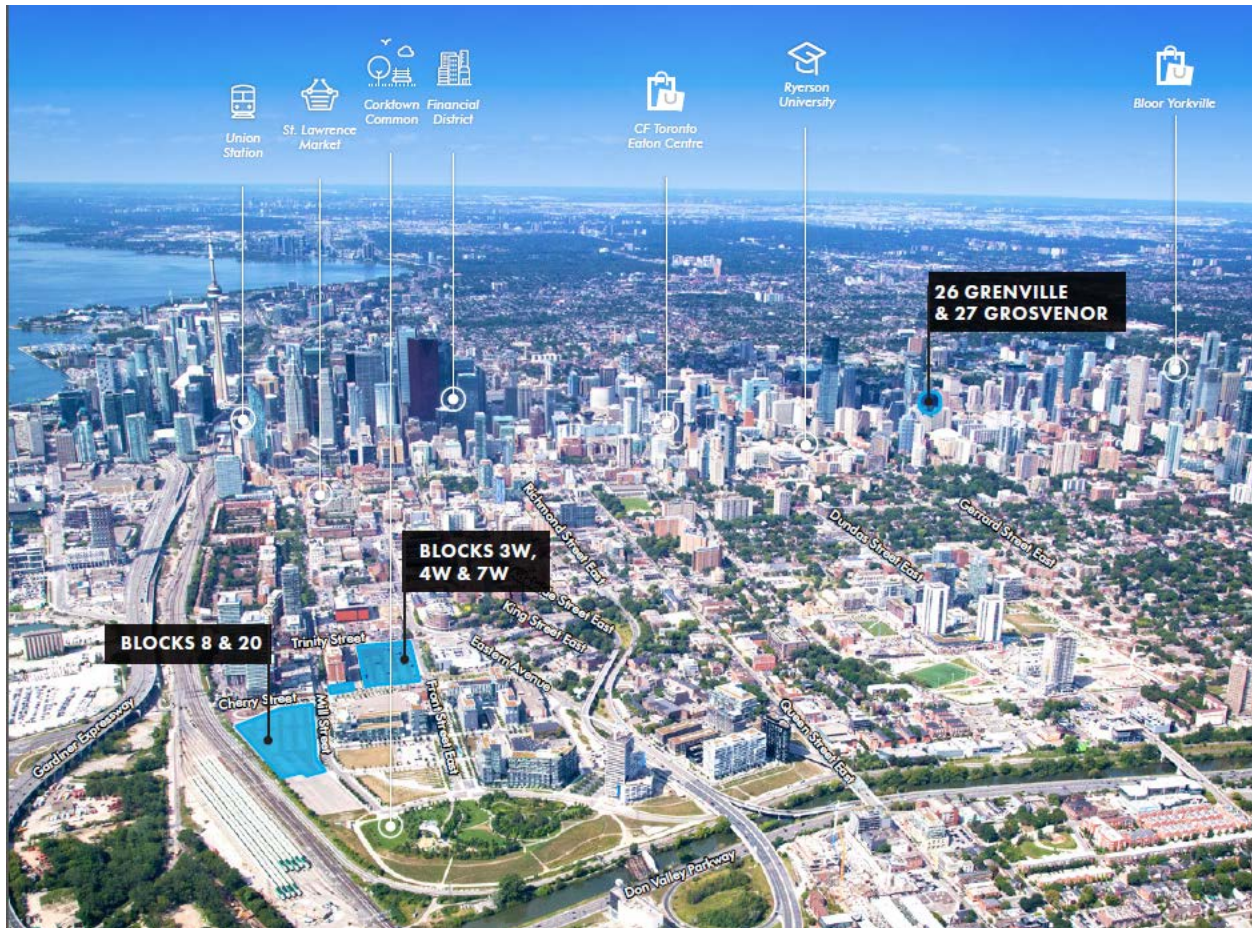 Union
Station
St. Lawrence
Market
Corktown
Common
Financial
District
CF Toronto
Eaton Centre
Ryerson
University
Bloor Yorkville
26 GRENVILLE
& 27 GROSVENOR
BLOCKS 3W,
4W & 7W
BLOCKS 8 & 20
Richmond Street East
Street East
King Street East
Eastern Avenue
Dundas Street East
Gerrard Street East
Trinity Street
Cherry Street
Mill Street
Front Street East
Queen Street East
Gardiner Expressway
Don Valley Parkway